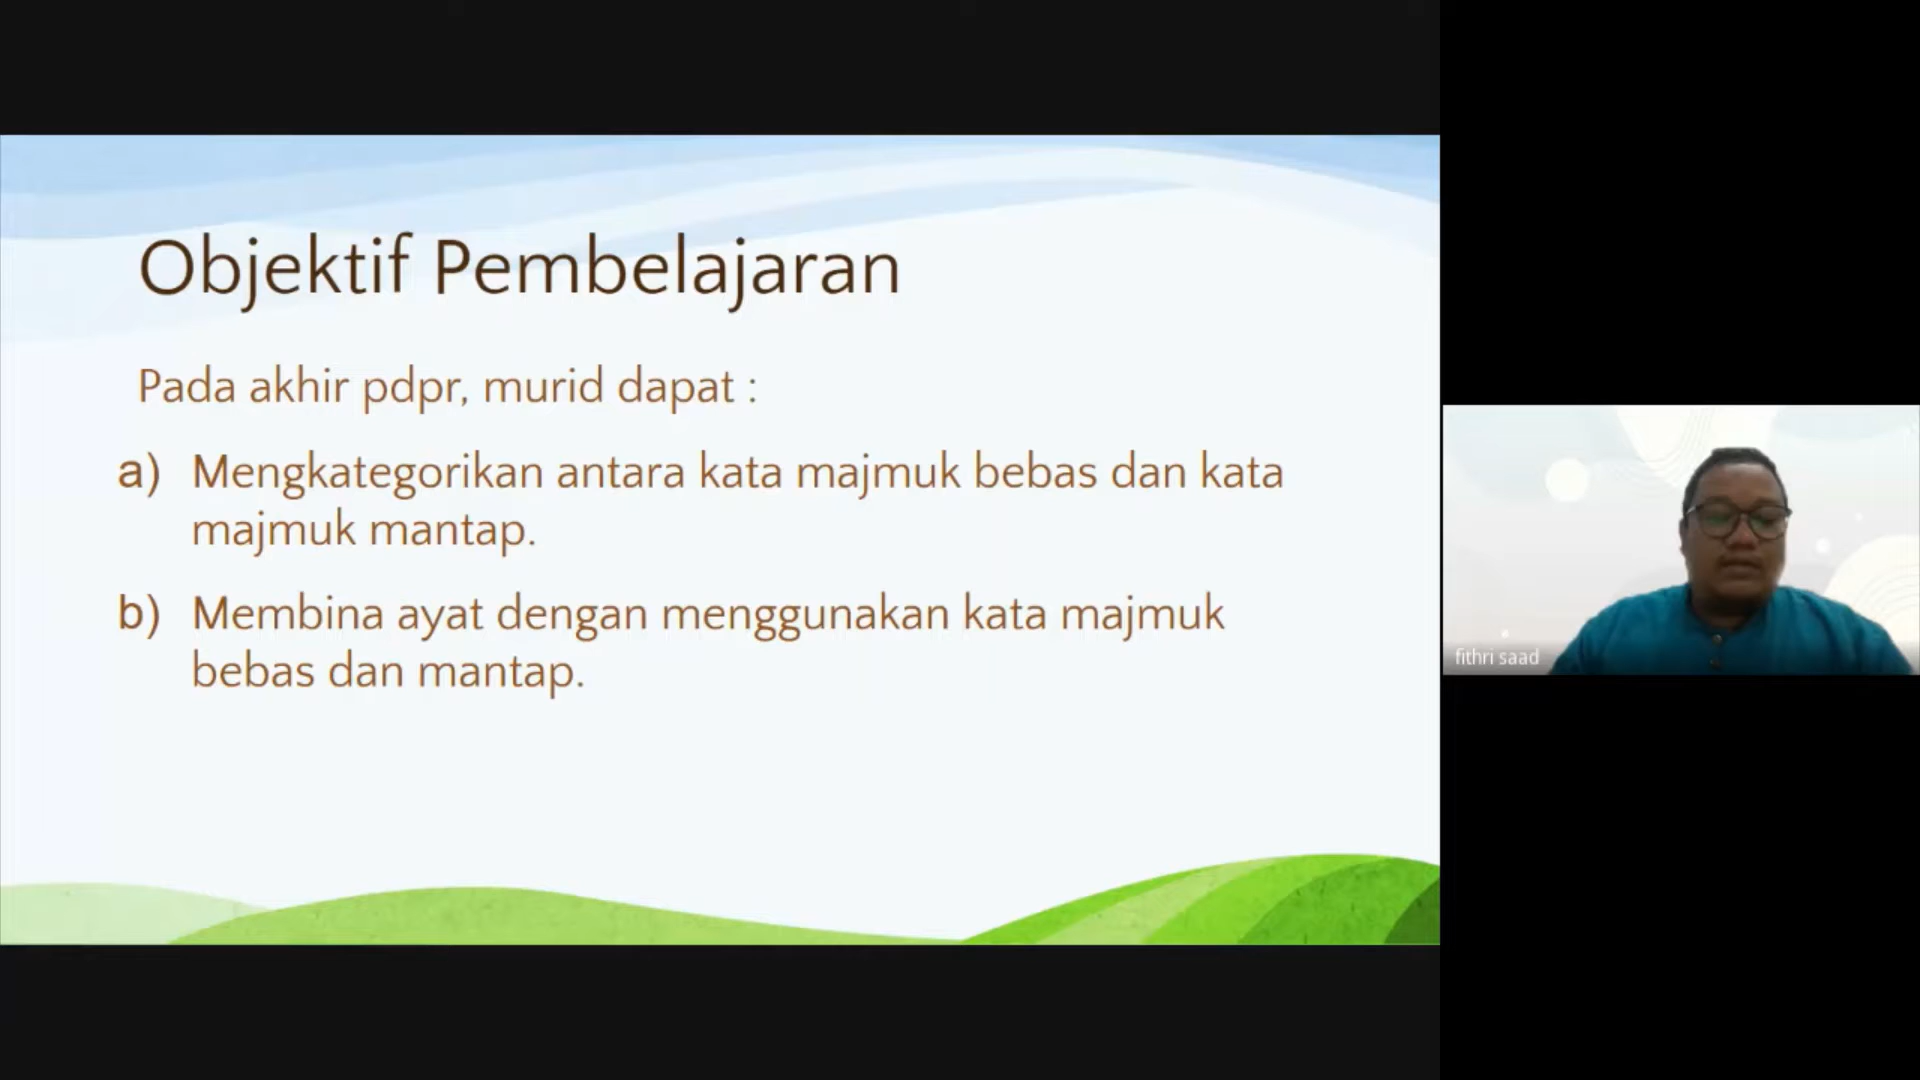 Objektif Pembelajaran
Pada akhir pdpr, murid dapat :
a) Mengkategorikan antara kata majmuk bebas dan kata
majmuk mantap.
b) Membina ayat dengan menggunakan kata majmuk
bebas dan mantap.
fithri saad